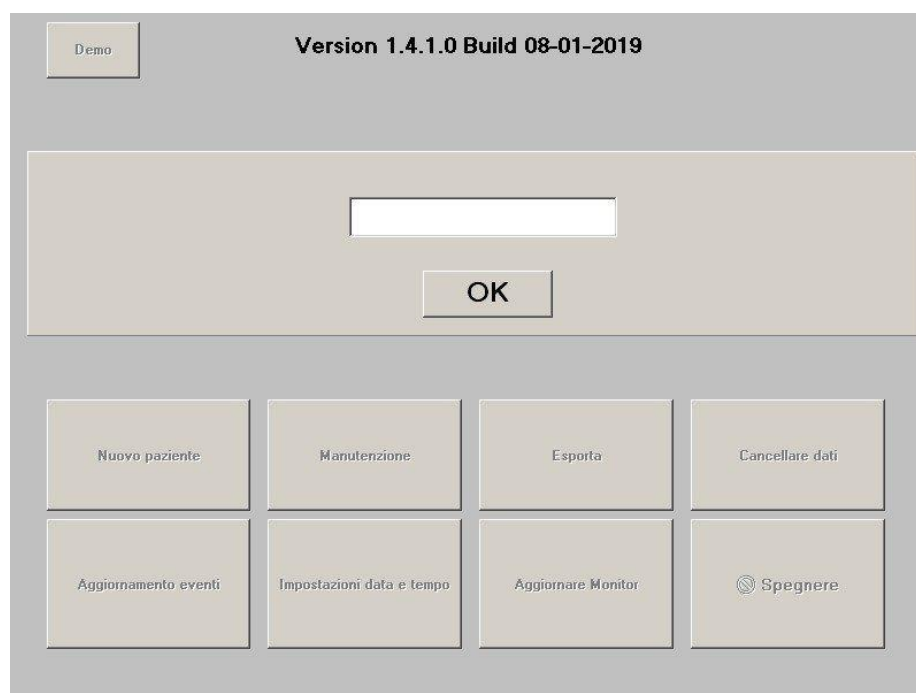 Demo
Version 1.4.1.0 Build 08-01-2019
OK
Nuovo paziente
Manutenzione
Esporta
Cancellare dati
Aggiornamento eventi
Impostazioni data e tempo
Aggiornare Monitor
Spegnere